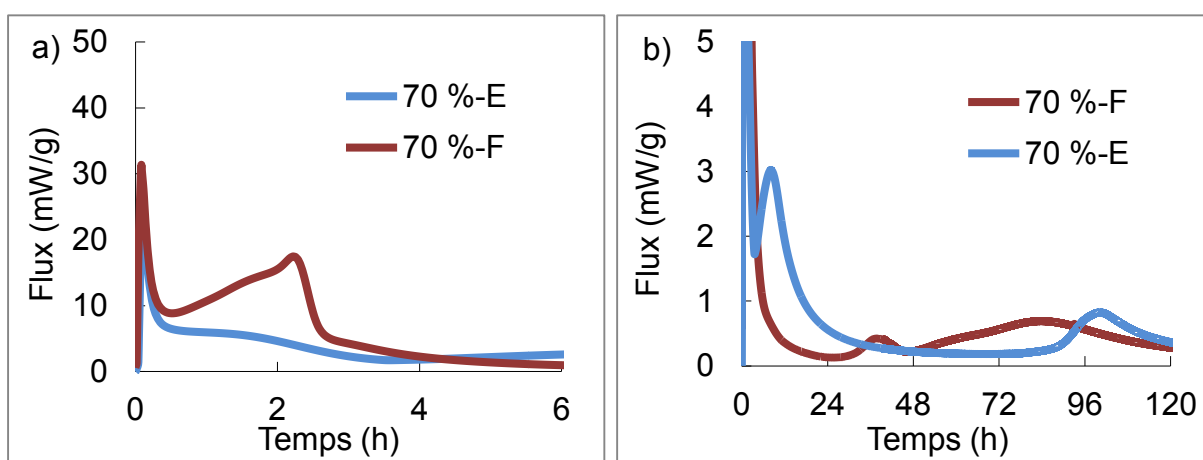 a)
Flux (mW/g)
50
40
30
20
10
0
70 %-E
70 %-F
0 2 4 6
Temps (h)
b)
Flux (mW/g)
5
4
3
2
1
0
70 %-F
70 %-E
0 24 48 72 96 120
Temps (h)